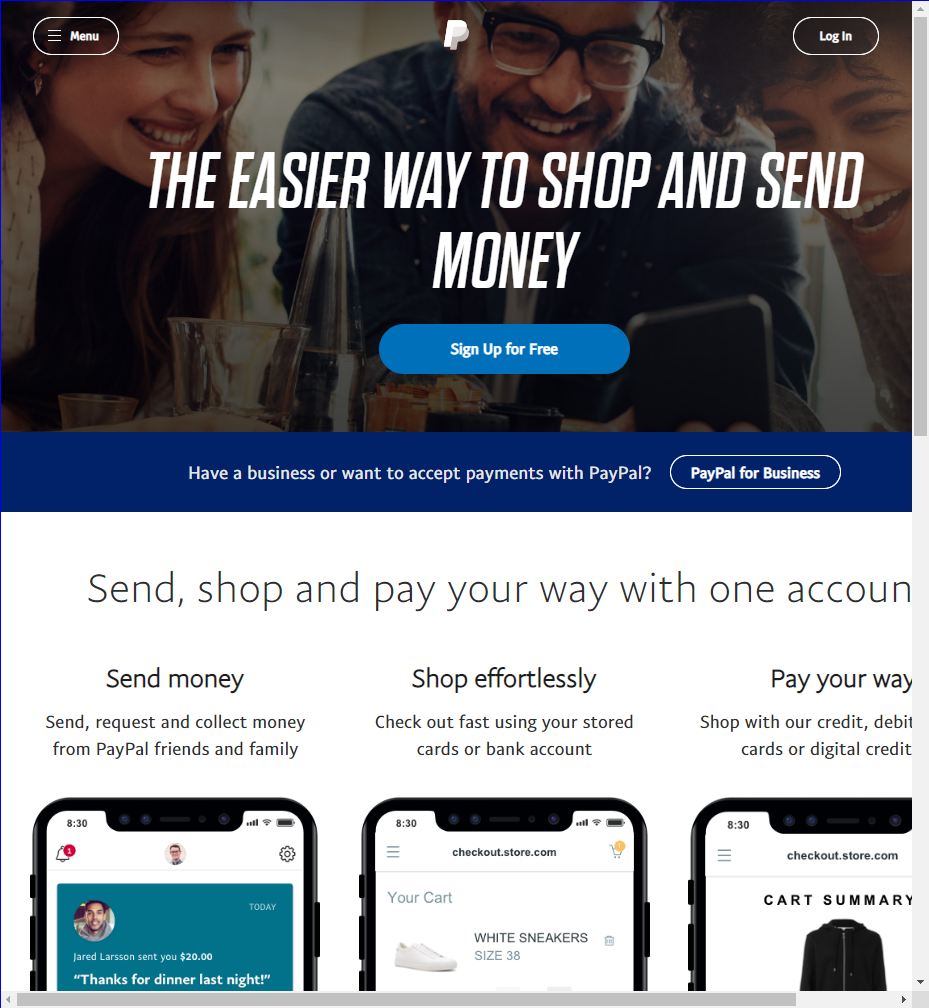 Menu
Log In
THE EASIER WAY TO SHOP AND SEND
MONEY
Sign Up for Free
Have a business or want to accept payments with PayPal?
PayPal for Business
Send, shop and pay your way with one accoun
Send money
Send, request and collect money
from PayPal friends and family
Shop effortlessly
Check out fast using your stored
cards or bank account
Pay your way
Shop with our credit, debit
cards or digital credit
8:30
1
TODAY
Jared Larsson sent you $20.00
“Thanks for dinner last night!”
8:30
checkout.store.com
Your Cart
WHITE SNEAKERS
SIZE 38
8:30
checkout.store.com
CART SUMMARY